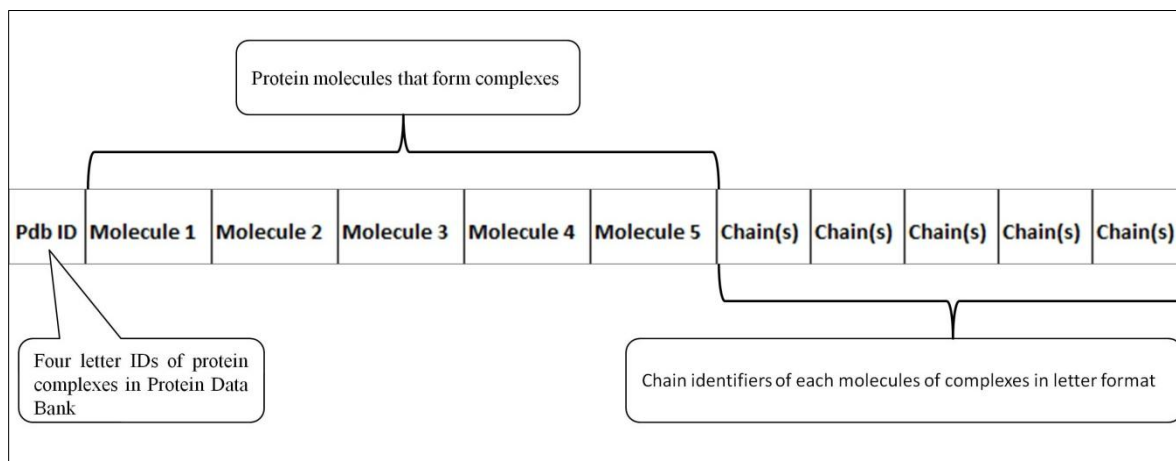 Protein molecules that form complexes
Pdb ID Molecule 1 Molecule 2 Molecule 3 Molecule 4 Molecule 5 Chain(s) Chain(s) Chain(s) Chain(s) Chain(s)
Four letter IDs of protein
complexes in Protein Data
Bank
Chain identifiers of each molecules of complexes in letter format